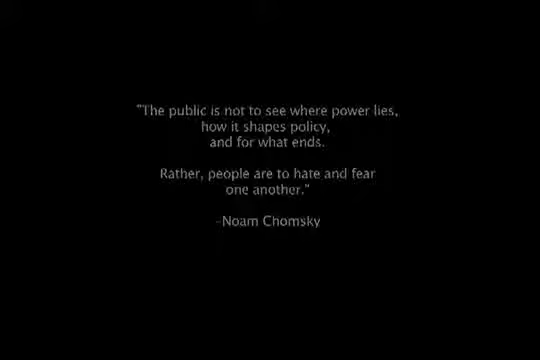 "The public is not to see where power lies,
how it shapes policy,
and for what ends.
Rather, people are to hate and fear
one another."
-Noam Chomsky